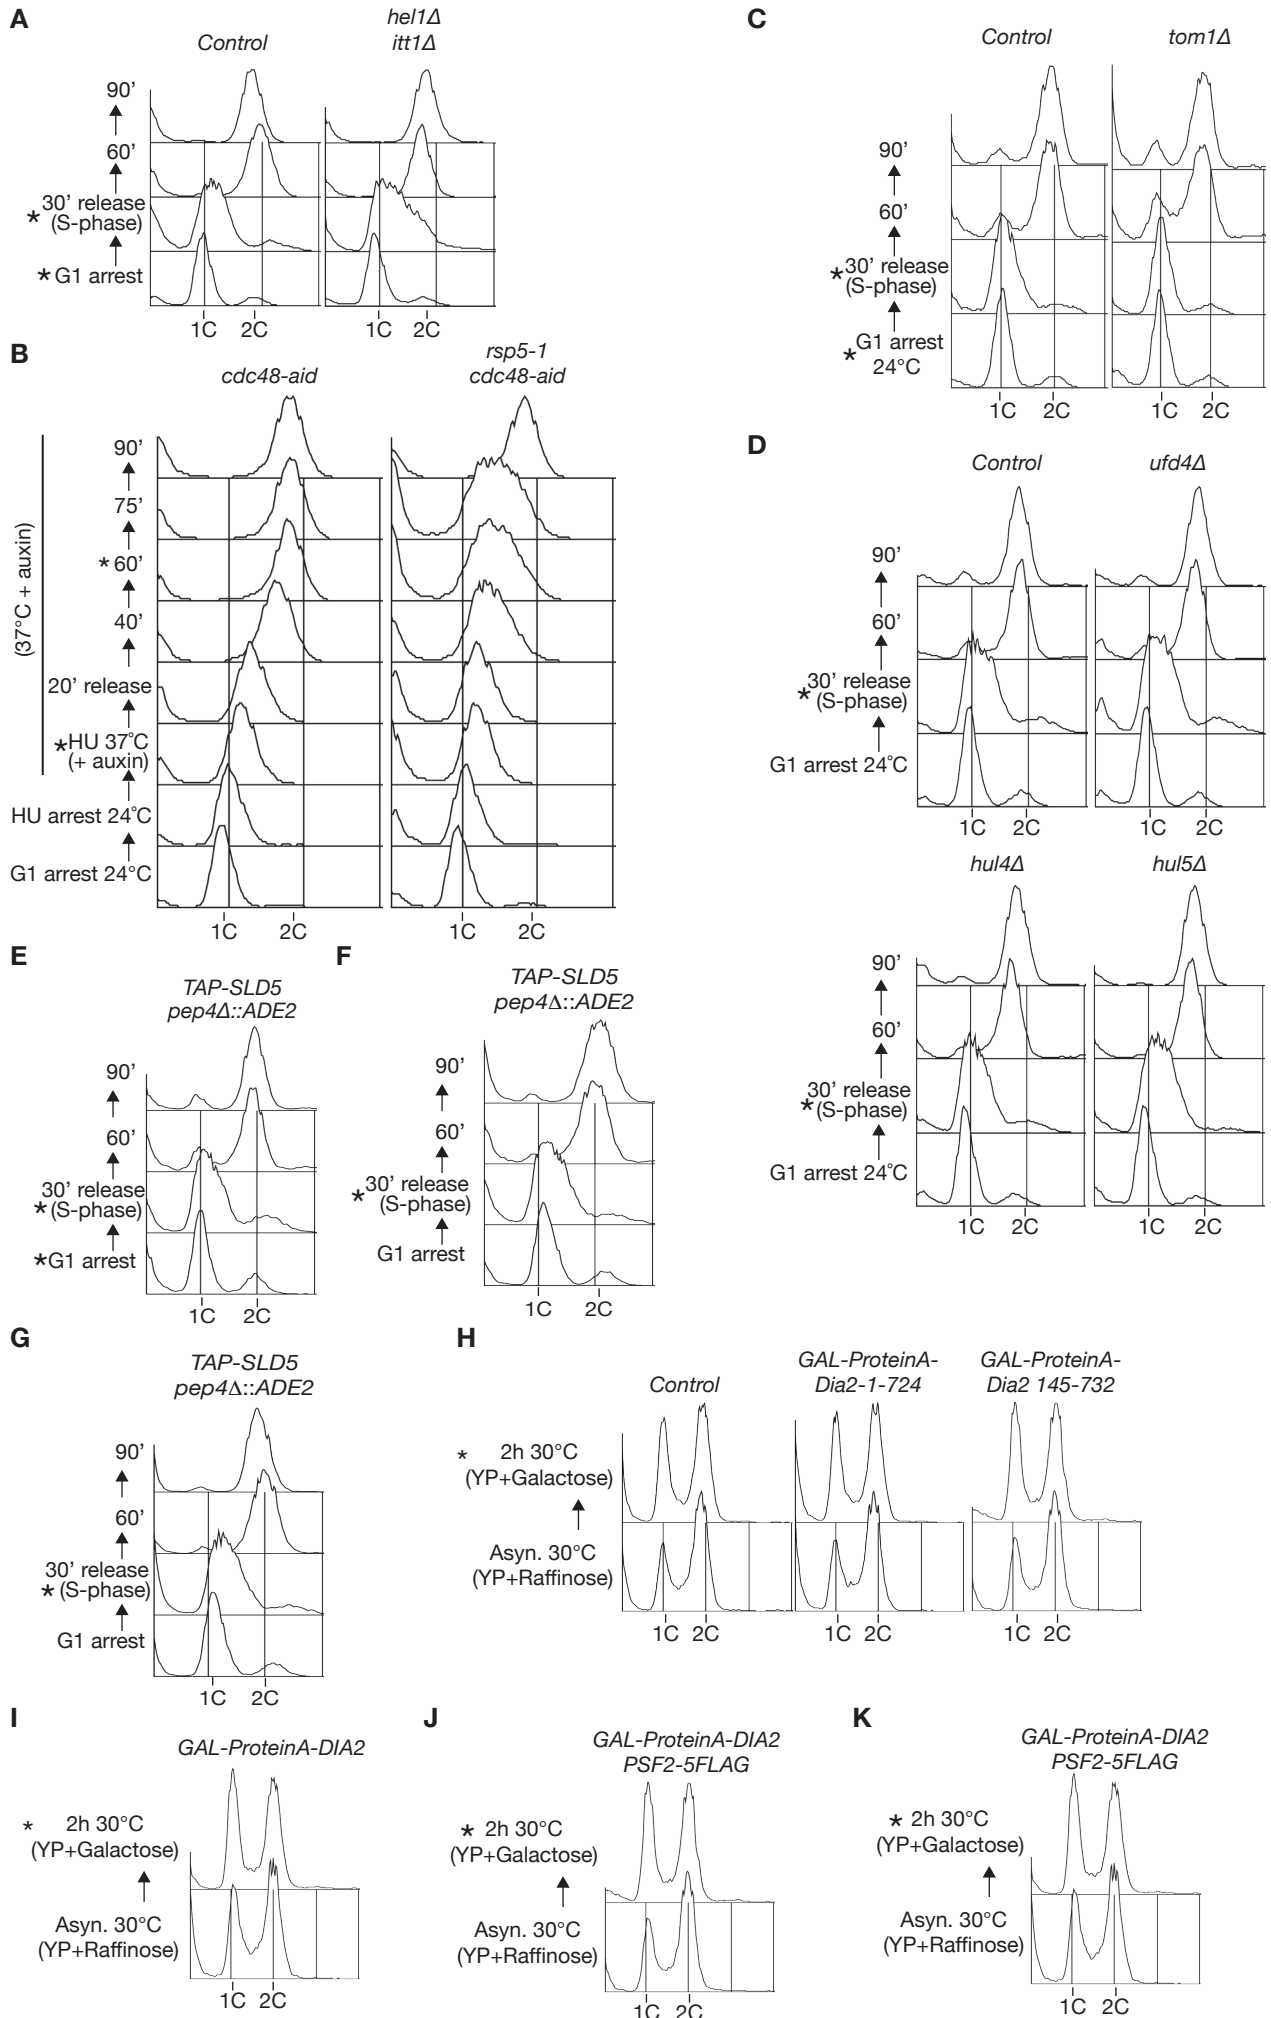 A
Control
hel1Δ
itt1Δ
90’
60’
30’ release
* (S-phase)
*G1 arrest
1C 2C
1C 2C
B
cdc48-aid
rsp5-1
cdc48-aid
(37°C + auxin)
90’
75’
*60’
40’
20’ release
*HU 37°C
(+ auxin)
HU arrest 24°C
G1 arrest 24°C
1C 2C
1C 2C
C
Control
tom1Δ
90’
60’
*30’ release
(S-phase)
*G1 arrest
24°C
1C 2C
1C 2C
D
Control
ufd4Δ
90’
60’
30’ release
*(S-phase)
G1 arrest 24°C
1C 2C
1C 2C
hul4Δ
hul5Δ
90’
60’
30’ release
*(S-phase)
G1 arrest 24°C
1C 2C
1C 2C
E
TAP-SLD5
pep4Δ::ADE2
90’
60’
30’ release
*(S-phase)
*G1 arrest
1C 2C
F
TAP-SLD5
pep4Δ::ADE2
90’
60’
*30’ release
(S-phase)
G1 arrest
1C 2C
G
TAP-SLD5
pep4Δ::ADE2
90’
60’
30’ release
* (S-phase)
G1 arrest
1C 2C
H
Control
GAL-ProteinA-
Dia2-1-724
GAL-ProteinA-
Dia2 145-732
* 2h 30°C
(YP+Galactose)
Asyn. 30°C
(YP+Raffinose)
1C 2C
1C 2C
1C 2C
I
GAL-ProteinA-DIA2
* 2h 30°C
(YP+Galactose)
Asyn. 30°C
(YP+Raffinose)
1C 2C
J
GAL-ProteinA-DIA2
PSF2-5FLAG
* 2h 30°C
(YP+Galactose)
Asyn. 30°C
(YP+Raffinose)
1C 2C
K
GAL-ProteinA-DIA2
PSF2-5FLAG
* 2h 30°C
(YP+Galactose)
Asyn. 30°C
(YP+Raffinose)
1C 2C